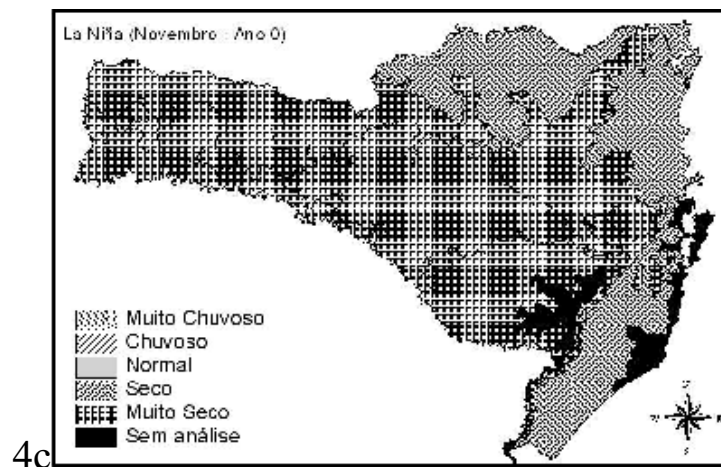 La Niña (Novembro - Ano 0)
Muito Chuvoso
Chuvoso
Normal
Seco
Muito Seco
Sem análise
4c